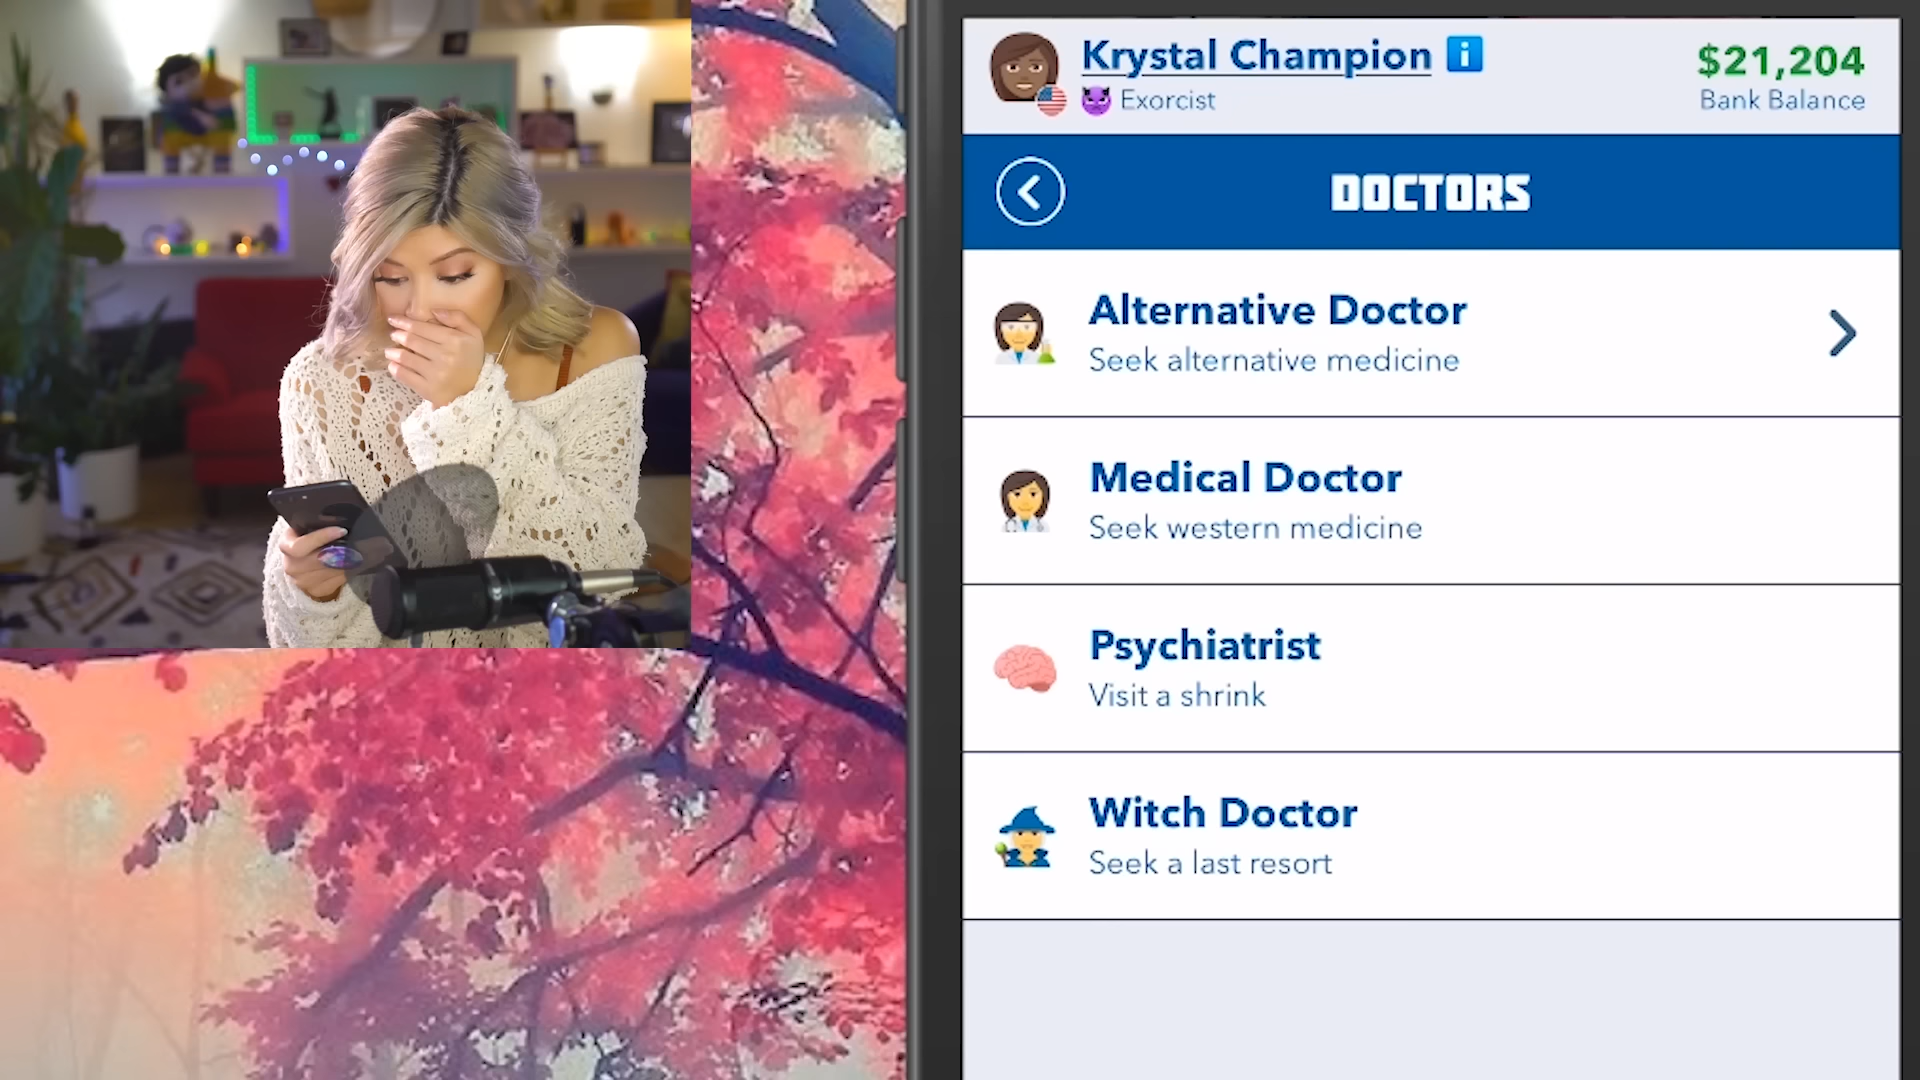 Krystal Champion
Exorcist
$21,204
Bank Balance
DOCTORS
Alternative Doctor
Seek alternative medicine
Medical Doctor
Seek western medicine
Psychiatrist
Visit a shrink
Witch Doctor
Seek a last resort